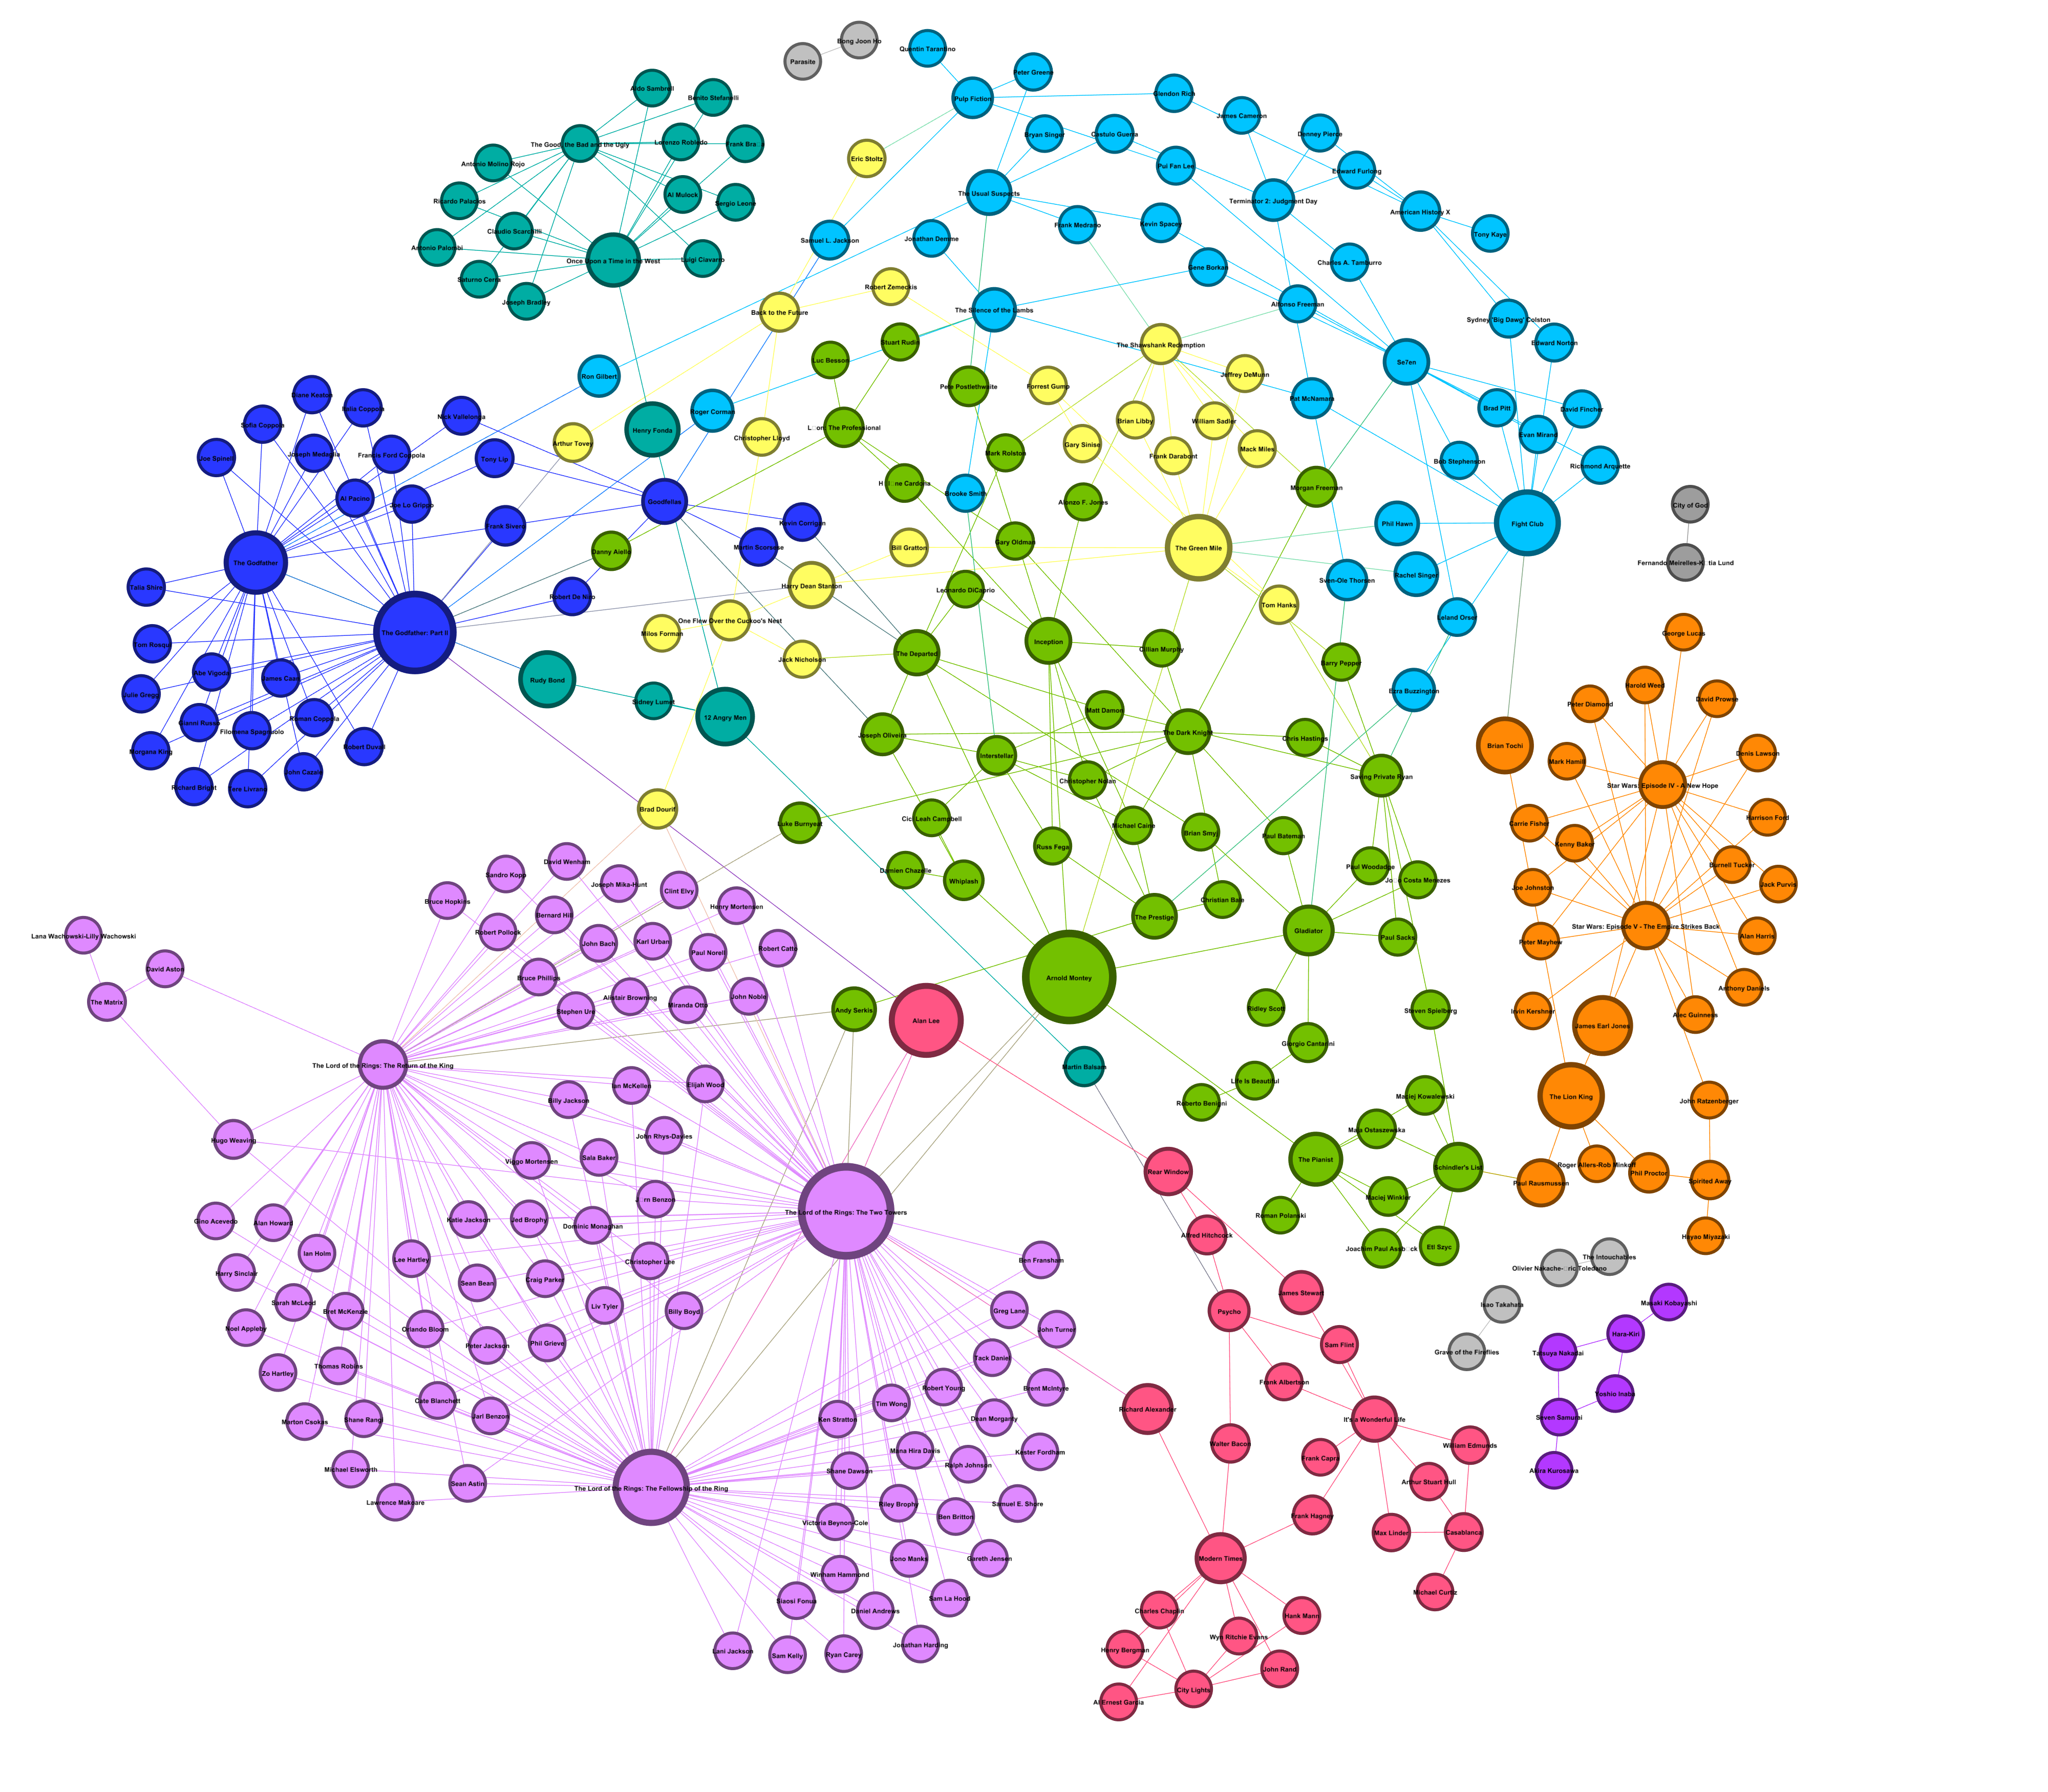 Bong Joon Ho
Parasite
Quentin Tarantino
Peter Greene
Pulp Fiction
Glendon Rich
Aldo Sambrell
Benito Stefanelli
James Cameron
Denney Pierce
Bryan Singer
Castulo Guerra
The Good, the Bad and the Ugly
Lorenzo Robledo
Frank Bra
Eric Stoltz
Pui Fan Lee
Edward Furlong
Antonio Molino Rojo
Al Mulock
Sergio Leone
The Usual Suspects
Terminator 2: Judgment Day
American History X
Ricardo Palacios
Claudio Scarchilli
Frank Medrano
Kevin Spacey
Tony Kaye
Antonio Palombi
Samuel L. Jackson
Jonathan Demme
Once Upon a Time in the West
Luigi Ciavarro
Gene Borkan
Charles A. Tamburro
Saturno Cerra
Robert Zemeckis
Joseph Bradley
Back to the Future
The Silence of the Lambs
Alfonso Freeman
Sydney 'Big Dawg' Colston
Stuart Rudin
The Shawshank Redemption
Edward Norton
Luc Besson
Se7en
Ron Gilbert
Jeffrey DeMunn
Pete Postlethwaite
Forrest Gump
Diane Keaton
Italia Coppola
Nick Vallelonga
Roger Corman
Pat McNamara
Brad Pitt
David Fincher
Sofia Coppola
Henry Fonda
Christopher Lloyd
Brian Libby
William Sadler
Evan Mirand
Arthur Tovey
Gary Sinise
Mack Miles
Joe Spinell
Joseph Medaglia
Francis Ford Coppola
Tony Lip
Mark Rolston
Frank Darabont
Bob Stephenson
Richmond Arquette
Al Pacino
Joe Lo Grippo
Goodfellas
Brooke Smith
Alonzo F. Jones
Morgan Freeman
City of God
Frank Sivero
Kevin Corrigan
Phil Hawn
Fight Club
Danny Aiello
Martin Scorsese
Bill Gratton
Gary Oldman
The Green Mile
The Godfather
Fernando Meirelles-K tia Lund
Talia Shire
Robert De Niro
Harry Dean Stanton
Leonardo DiCaprio
Sven-Ole Thorsen
Rachel Singer
Tom Hanks
Leland Orser
The Godfather: Part II
Milos Forman
One Flew Over the Cuckoo's Nest
Inception
Cillian Murphy
George Lucas
Tom Rosqui
Jack Nicholson
The Departed
Barry Pepper
Abe Vigoda
James Caan
Rudy Bond
Harold Weed
Julie Gregg
Sidney Lumet
12 Angry Men
Matt Damon
Ezra Buzzington
Peter Diamond
David Prowse
Gianni Russo
Roman Coppola
Filomena Spagnuolo
Joseph Oliveira
The Dark Knight
Chris Hastings
Brian Tochi
Morgana King
Robert Duvall
Interstellar
Mark Hamill
Denis Lawson
Richard Bright
Tere Livrano
John Cazale
Christopher Nolan
Saving Private Ryan
Star Wars: Episode IV - A New Hope
Brad Dourif
Luke Burnyeat
Cici Leah Campbell
Michael Caine
Brian Smyj
Paul Bateman
Carrie Fisher
Harrison Ford
Russ Fega
Kenny Baker
David Wenham
Sandro Kopp
Damien Chazelle
Whiplash
Paul Woodadge
Burnell Tucker
Joseph Mika-Hunt
Clint Elvy
Christian Bale
Joe Johnston
Jack Purvis
Bruce Hopkins
Bernard Hill
Henry Mortensen
The Prestige
Gladiator
Paul Sacks
Star Wars: Episode V - The Empire Strikes Back
Lana Wachowski-Lilly Wachowski
Robert Pollock
John Bach
Karl Urban
Paul Norell
Robert Catto
Peter Mayhew
Alan Harris
David Aston
Bruce Phillips
Arnold Montey
Anthony Daniels
The Matrix
Stephen Ure
Alistair Browning
Miranda Otto
John Noble
Andy Serkis
Alan Lee
Ridley Scott
Steven Spielberg
Irvin Kershner
Alec Guinness
James Earl Jones
Giorgio Cantarini
The Lord of the Rings: The Return of the King
Martin Balsam
Ian McKellen
Elijah Wood
Life Is Beautiful
Billy Jackson
Roberto Benigni
Maciej Kowalewski
The Lion King
John Ratzenberger
Hugo Weaving
John Rhys-Davies
Maja Ostaszewska
Viggo Mortensen
Sala Baker
Rear Window
The Pianist
Schindler's List
Roger Allers-Rob Minkoff
Phil Proctor
Spirited Away
Paul Rausmussen
J rn Benzon
Maciej Winkler
Gino Acevedo
Alan Howard
Katie Jackson
Jed Brophy
Dominic Monaghan
The Lord of the Rings: The Two Towers
Roman Polanski
Alfred Hitchcock
Joachim Paul Assb ck
Etl Szyc
Hayao Miyazaki
Ian Holm
Lee Hartley
Christopher Lee
Ben Fransham
The Intouchables
Olivier Nakache- ric Toledano
Harry Sinclair
Sean Bean
Craig Parker
James Stewart
Sarah McLeod
Bret McKenzie
Liv Tyler
Billy Boyd
Greg Lane
Psycho
Isao Takahata
Masaki Kobayashi
Noel Appleby
Orlando Bloom
John Turner
Hara-Kiri
Peter Jackson
Phil Grieve
Sam Flint
Grave of the Fireflies
Tatsuya Nakadai
Zo Hartley
Thomas Robins
Tack Daniel
Frank Albertson
Robert Young
Brent McIntyre
Yoshio Inaba
Cate Blanchett
Tim Wong
Richard Alexander
Marton Csokas
Shane Rangi
Jarl Benzon
Ken Stratton
Dean Morganty
It's a Wonderful Life
Seven Samurai
Walter Bacon
William Edmunds
Mana Hira Davis
Kester Fordham
Frank Capra
Michael Elsworth
Shane Dawson
Ralph Johnson
Akira Kurosawa
Sean Astin
Arthur Stuart Hull
The Lord of the Rings: The Fellowship of the Ring
Lawrence Makoare
Riley Brophy
Samuel E. Shore
Frank Hagney
Victoria Beynon-Cole
Ben Britton
Max Linder
Casablanca
Jono Manks
Gareth Jensen
Modern Times
Winham Hammond
Michael Curtiz
Siaosi Fonua
Daniel Andrews
Sam La Hood
Charles Chaplin
Hank Mann
Wyn Ritchie Evans
Lani Jackson
Sam Kelly
Ryan Carey
Jonathan Harding
Henry Bergman
John Rand
City Lights
Al Ernest Garcia